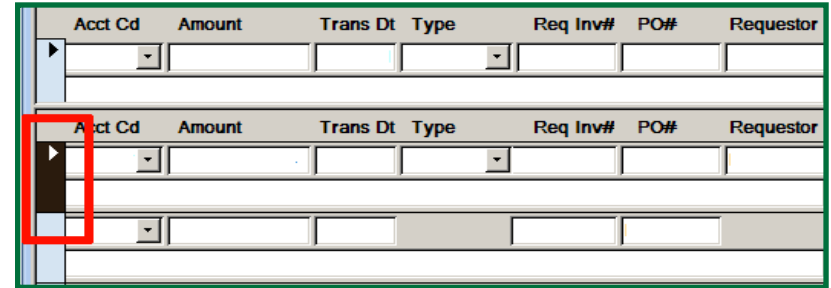 Acct Cd Amount Trans Dt Type Req Inv# PO# Requestor
Acct Cd Amount Trans Dt Type Req Inv# PO# Requestor